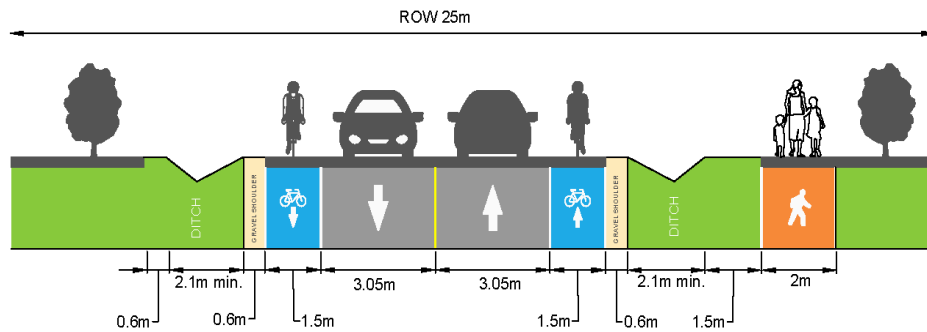 ROW 25m
DITCH
GRAVEL SHOULDER
GRAVEL SHOULDER
DITCH
2.1m min.
3.05m
3.05m
2.1m min.
2m
0.6m
0.6m
1.5m
1.5m
0.6m
1.5m